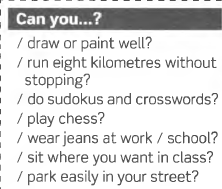 Can you...?
/ draw or paint well?
/ run eight kilometres without
stopping?
/ do sudokus and crosswords?
/ play chess?
/ wear jeans at work / school?
/ sit where you want in class?
/ park easily in your street?